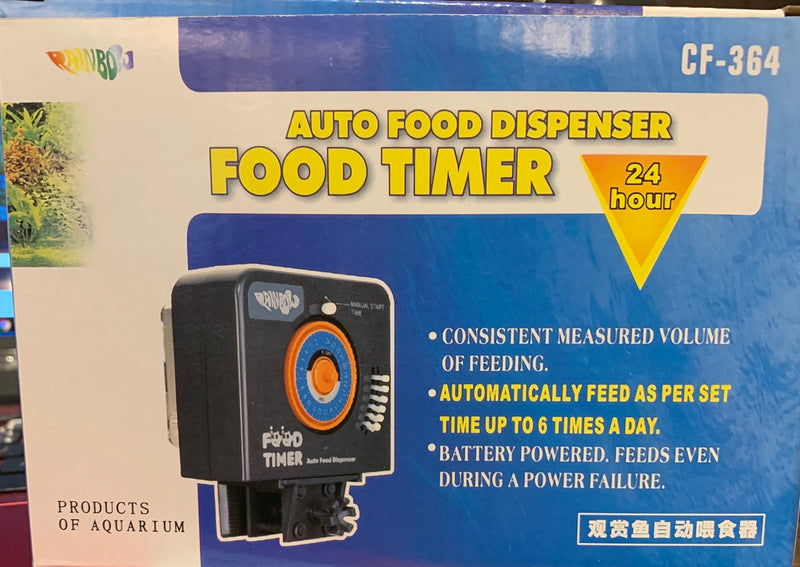 RAINBOW
CF-364
AUTO FOOD DISPENSER
FOOD TIMER
24
hour
RAINBOW
MANUAL START
TIME
FOOD
TIMER Auto Food Dispenser
• CONSISTENT MEASURED VOLUME
OF FEEDING.
• AUTOMATICALLY FEED AS PER SET
TIME UP TO 6 TIMES A DAY.
• BATTERY POWERED. FEEDS EVEN
DURING A POWER FAILURE.
PRODUCTS
OF AQUARIUM
观赏鱼自动喂食器